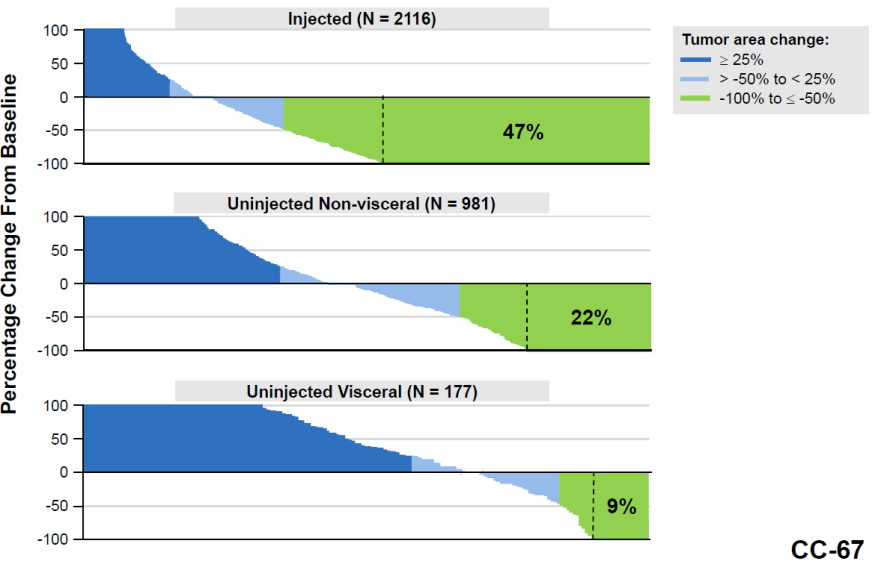 Percentage Change From Baseline
Injected (N = 2116)
100
50
0
-50
-100
47%
Tumor area change:
≥ 25%
> -50% to < 25%
-100% to ≤ -50%
Uninjected Non-visceral (N = 981)
100
50
0
-50
-100
22%
Uninjected Visceral (N = 177)
100
50
0
-50
-100
9%
CC-67